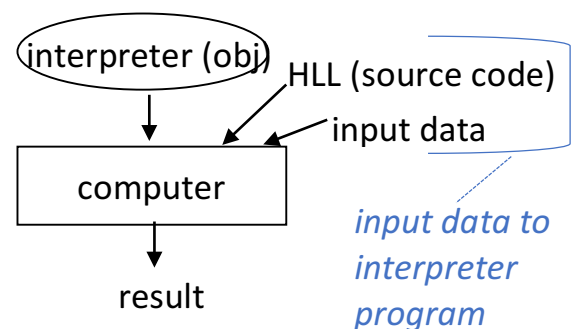 interpreter (obj)
HLL (source code)
input data
computer
input data to
interpreter
program
result